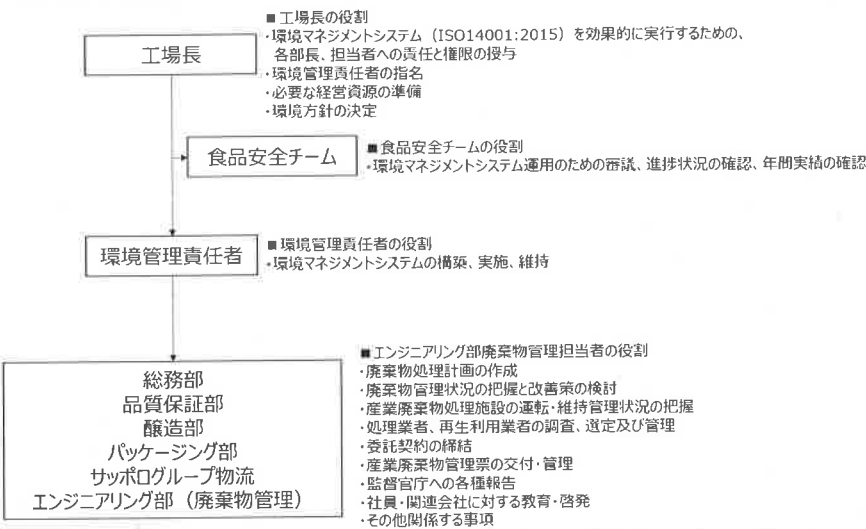 工場長
■工場長の役割
・環境マネジメントシステム（ISO14001:2015）を効果的に実行するための、
各部長、担当者への責任と権限の授与
・環境管理責任者の指名
・必要な経営資源の準備
・環境方針の決定
食品安全チーム
■食品安全チームの役割
・環境マネジメントシステム運用のための審議、進捗状況の確認、年間実績の確認
環境管理責任者
■環境管理責任者の役割
・環境マネジメントシステムの構築、実施、維持
総務部
品質保証部
醸造部
パッケージング部
サッポログループ物流
エンジニアリング部（廃棄物管理）
■エンジニアリング部廃棄物管理担当者の役割
・廃棄物処理計画の作成
・廃棄物管理状況の把握と改善策の検討
・産業廃棄物処理施設の運転・維持管理状況の把握
・処理業者、再生利用業者の調査、選定及び管理
・委託契約の締結
・産業廃棄物管理票の交付・管理
・監督官庁への各種報告
・社員・関連会社に対する教育・啓発
・その他関係する事項